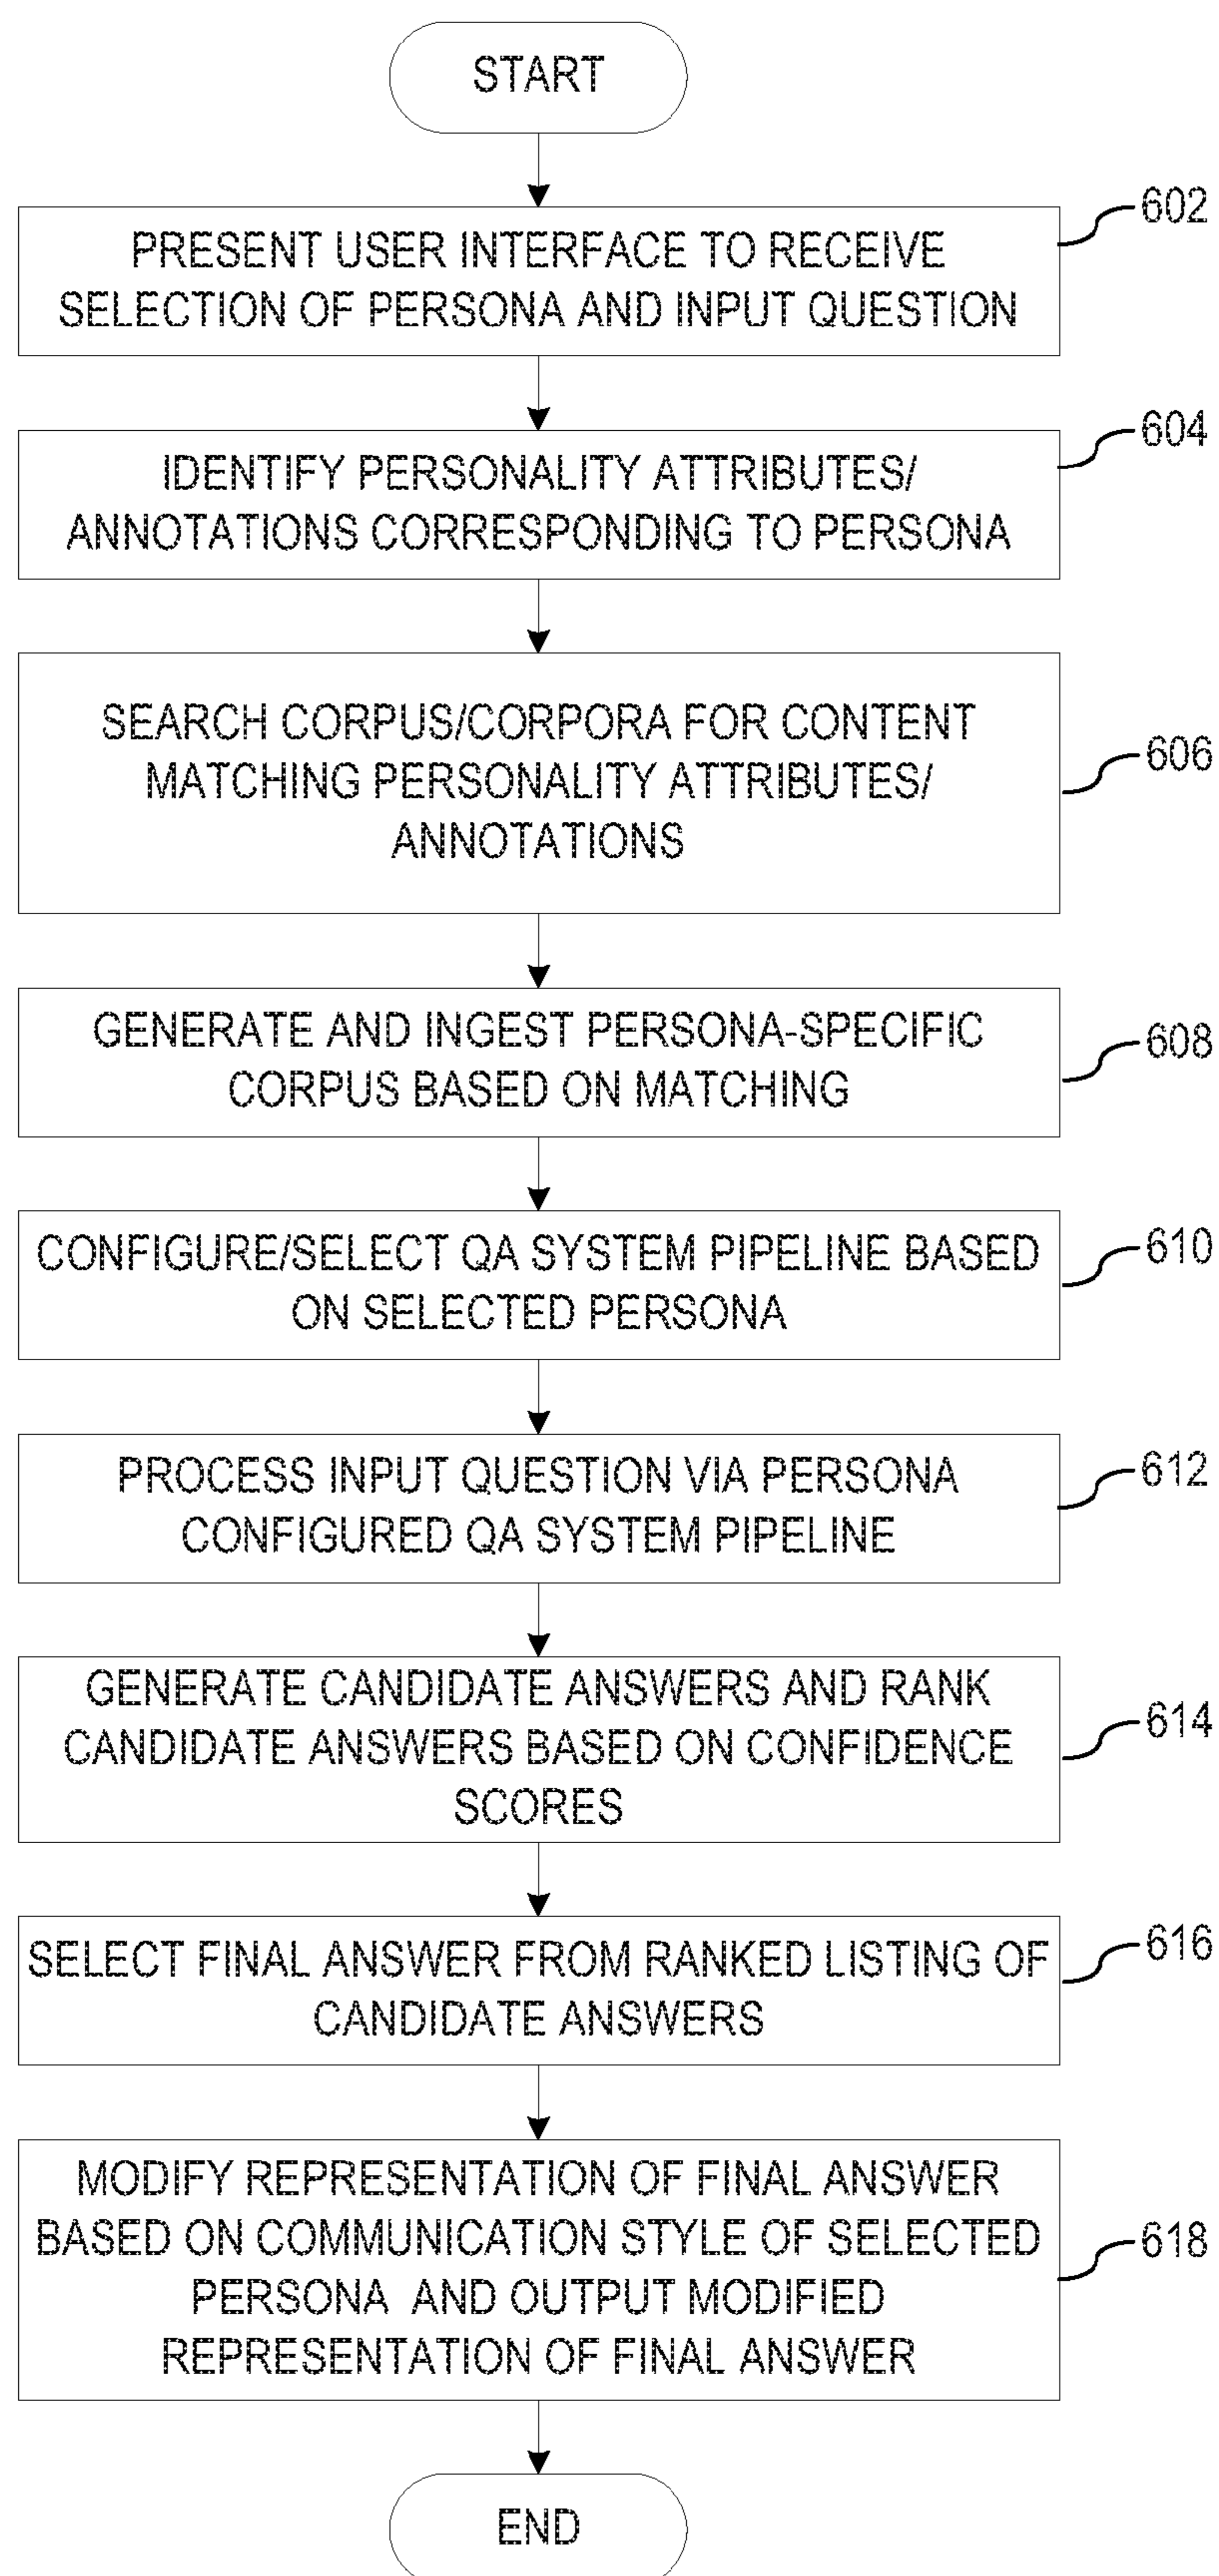 START
602
PRESENT USER INTERFACE TO RECEIVE
SELECTION OF PERSONA AND INPUT QUESTION
604
IDENTIFY PERSONALITY ATTRIBUTES/
ANNOTATIONS CORRESPONDING TO PERSONA
SEARCH CORPUS/CORPORA FOR CONTENT
MATCHING PERSONALITY ATTRIBUTES/
ANNOTATIONS
606
GENERATE AND INGEST PERSONA-SPECIFIC
CORPUS BASED ON MATCHING
608
CONFIGURE/SELECT QA SYSTEM PIPELINE BASED
ON SELECTED PERSONA
610
PROCESS INPUT QUESTION VIA PERSONA
CONFIGURED QA SYSTEM PIPELINE
612
GENERATE CANDIDATE ANSWERS AND RANK
CANDIDATE ANSWERS BASED ON CONFIDENCE
SCORES
614
SELECT FINAL ANSWER FROM RANKED LISTING OF
CANDIDATE ANSWERS
616
MODIFY REPRESENTATION OF FINAL ANSWER
BASED ON COMMUNICATION STYLE OF SELECTED
PERSONA AND OUTPUT MODIFIED
REPRESENTATION OF FINAL ANSWER
618
END